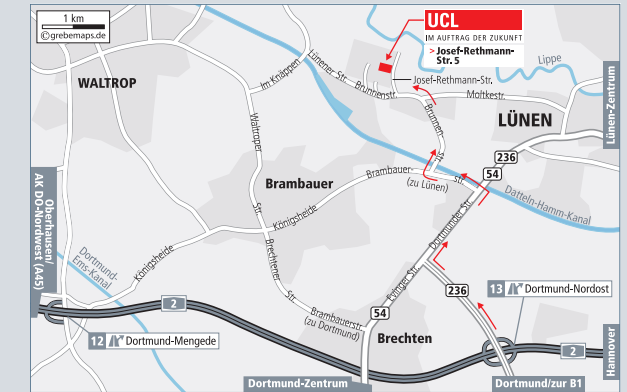 1 km
©grebemaps.de
UCL
IM AUFTRAG DER ZUKUNFT
> Josef-Rethmann-
Str. 5
Josef-Rethmann-Str.
Lippe
Lünen-Zentrum
WALTROP
Im Knäppen
Lünener Str.
Brunnenstr.
Moltkestr.
LÜNEN
Brunnen-
str.
Waltroper
Str.
236
54
Brambauer
Brambauer
str.
(zu Lünen)
Datteln-Hamm-Kanal
Oberhausen/
AK DO-Nordwest (A45)
Königsheide
Königsheide
Dortmund-
Ems-Kanal
Brechtener
Str.
Dortmunder Str.
Evinger Str.
236
13 Dortmund-Nordost
2
54
Brambauerstr.
(zu Dortmund)
12 Dortmund-Mengede
Brechten
2
Hannover
Dortmund-Zentrum
Dortmund/zur B1